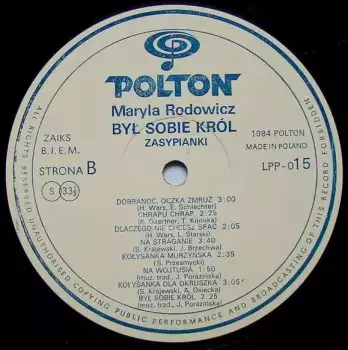 POLTON
Maryla Rodowicz
BYŁ SOBIE KRÓL
ZASYPIANKI
ZAIKS
B.I.E.M.
STRONA B
S 33⅓
1984 POLTON
MADE IN POLAND
LPP-015
DOBRANOC, OCZKA ZMRUŻ 3:00
(H. Wars, E. Schlechter)
CHRAPU CHRAP 2:25
(K. Gaertner, T. Kijonka)
DLACZEGO NIE CHCESZ SPAĆ 2:05
(H. Wars, L. Starski)
NA STRAGANIE 3:40
(S. Krajewski, J. Brzechwa)
KOŁYSANKA MURZYŃSKA 2:35
(S. Przesmycki)
NA WOJTUSIA 1:50
(muz. trad., J. Porazińska)
KOŁYSANKA DLA OKRUSZKA 3:05
(S. Krajewski, A. Osiecka)
BYŁ SOBIE KRÓL 2:25
(muz. trad., J. Porazińska)
ALL RIGHTS RESERVED UNAUTHORISED COPYING PUBLIC PERFORMANCE AND BROADCASTING OF THIS RECORD FORBIDDEN